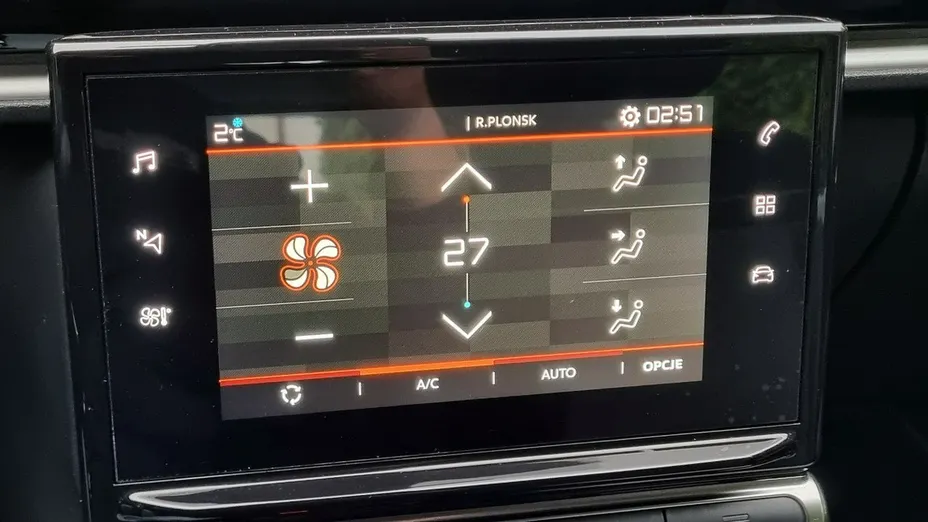 2°C | R.PLONSK 02:51
N
27
A/C | AUTO | OPCJE